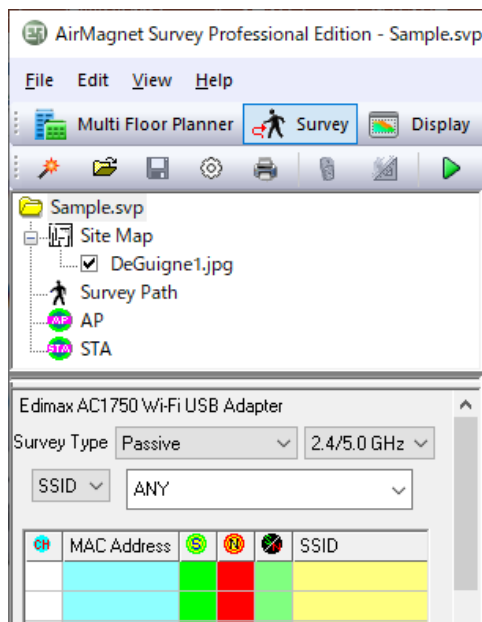 AirMagnet Survey Professional Edition - Sample.svp
File Edit View Help
Multi Floor Planner Survey Display
Sample.svp
Site Map
DeGuigne1.jpg
Survey Path
AP AP
STA STA
Edimax AC1750 Wi-Fi USB Adapter
Survey Type Passive 2.4/5.0 GHz
SSID ANY
CH MAC Address S N SSID